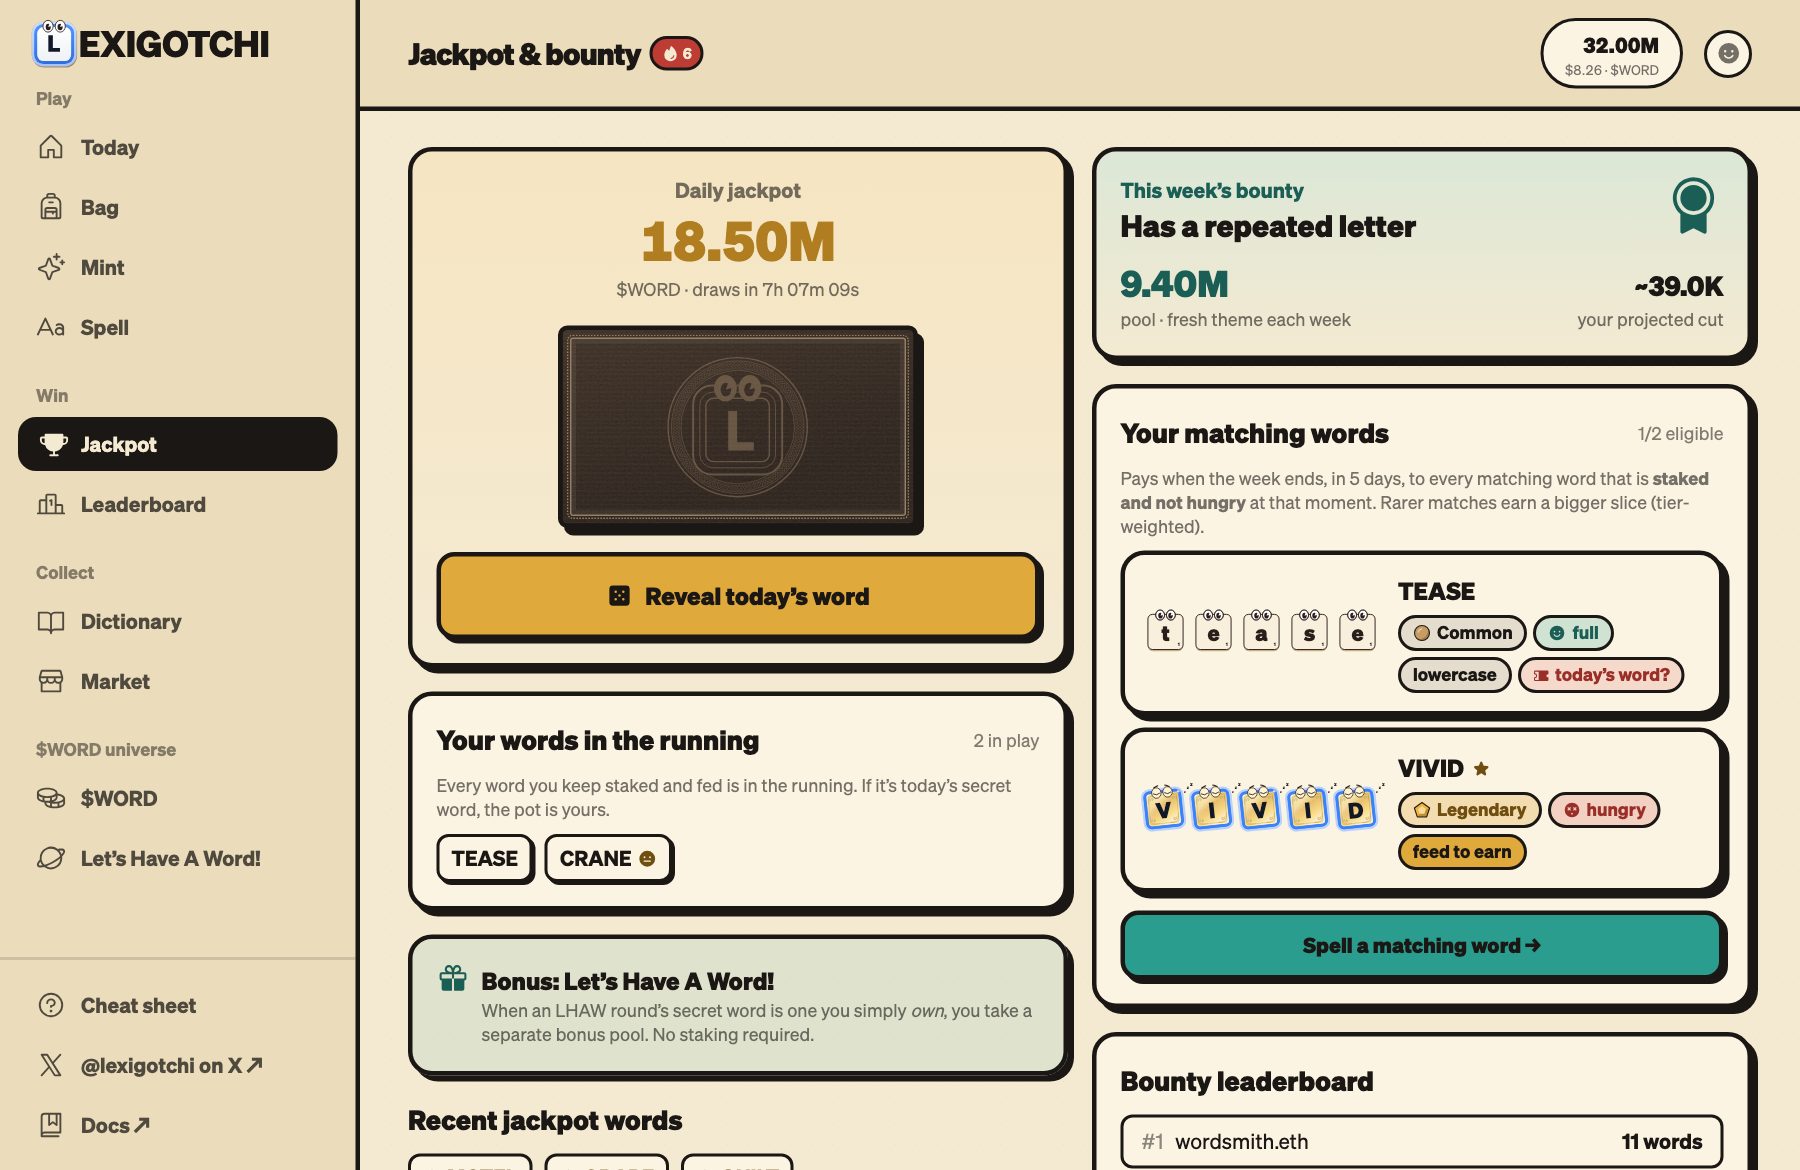 LEXIGOTCHI
Play
Today
Bag
Mint
Spell
Win
Jackpot
Leaderboard
Collect
Dictionary
Market
$WORD universe
$WORD
Let's Have A Word!
Cheat sheet
@lexigotchi on X ↗
Docs ↗
Jackpot & bounty 6
32.00M
$8.26 · $WORD
Daily jackpot
18.50M
$WORD · draws in 7h 07m 09s
L
Reveal today's word
Your words in the running
2 in play
Every word you keep staked and fed is in the running. If it's today's secret
word, the pot is yours.
TEASE
CRANE
Bonus: Let's Have A Word!
When an LHAW round's secret word is one you simply own, you take a
separate bonus pool. No staking required.
Recent jackpot words
This week's bounty
Has a repeated letter
9.40M
~39.0K
pool · fresh theme each week
your projected cut
Your matching words
1/2 eligible
Pays when the week ends, in 5 days, to every matching word that is staked
and not hungry at that moment. Rarer matches earn a bigger slice (tier-
weighted).
t e a s e
TEASE
Common
full
lowercase
today's word?
V I V I D
VIVID
Legendary
hungry
feed to earn
Spell a matching word →
Bounty leaderboard
#1 wordsmith.eth
11 words